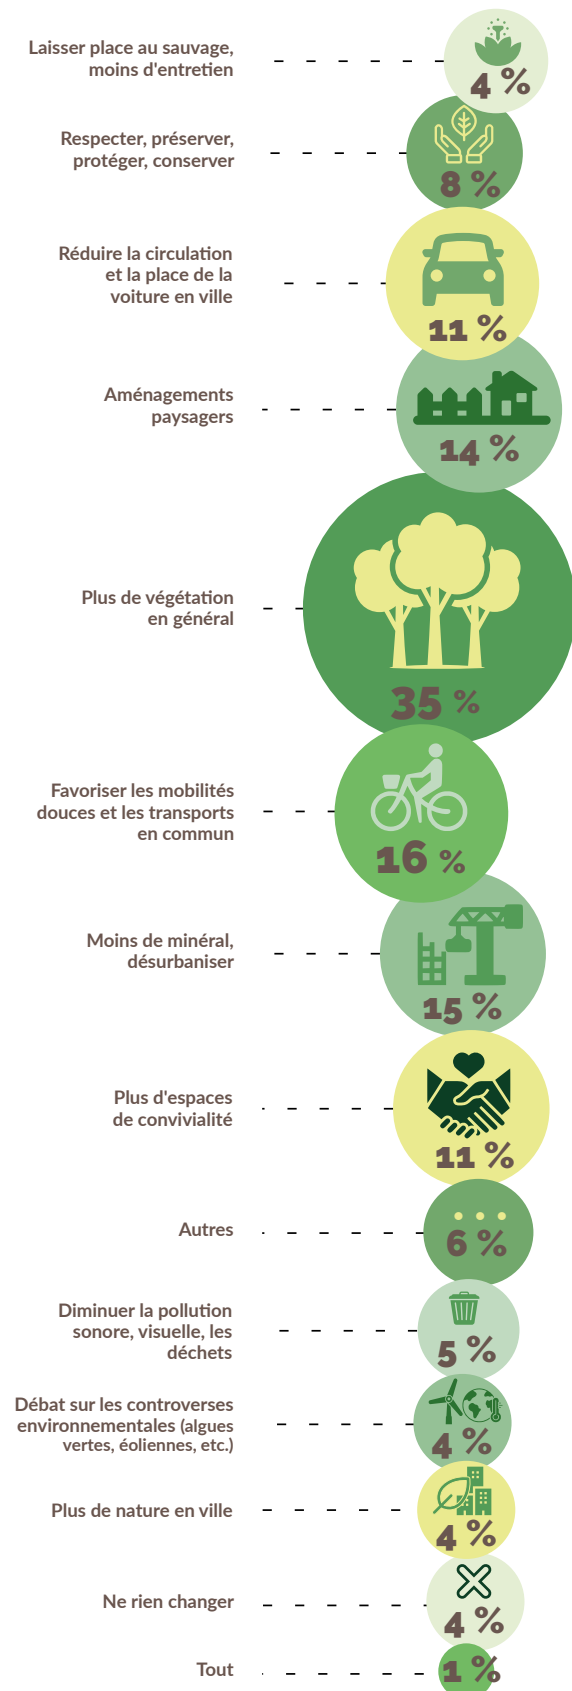 Laisser place au sauvage,
moins d'entretien
4 %
Respecter, préserver,
protéger, conserver
8 %
Réduire la circulation
et la place de la
voiture en ville
11 %
Aménagements
paysagers
14 %
Plus de végétation
en général
35 %
Favoriser les mobilités
douces et les transports
en commun
16 %
Moins de minéral,
désurbaniser
15 %
Plus d'espaces
de convivialité
11 %
Autres
6 %
Diminuer la pollution
sonore, visuelle, les
déchets
5 %
Débat sur les controverses
environnementales (algues
vertes, éoliennes, etc.)
4 %
Plus de nature en ville
4 %
Ne rien changer
4 %
Tout
1 %